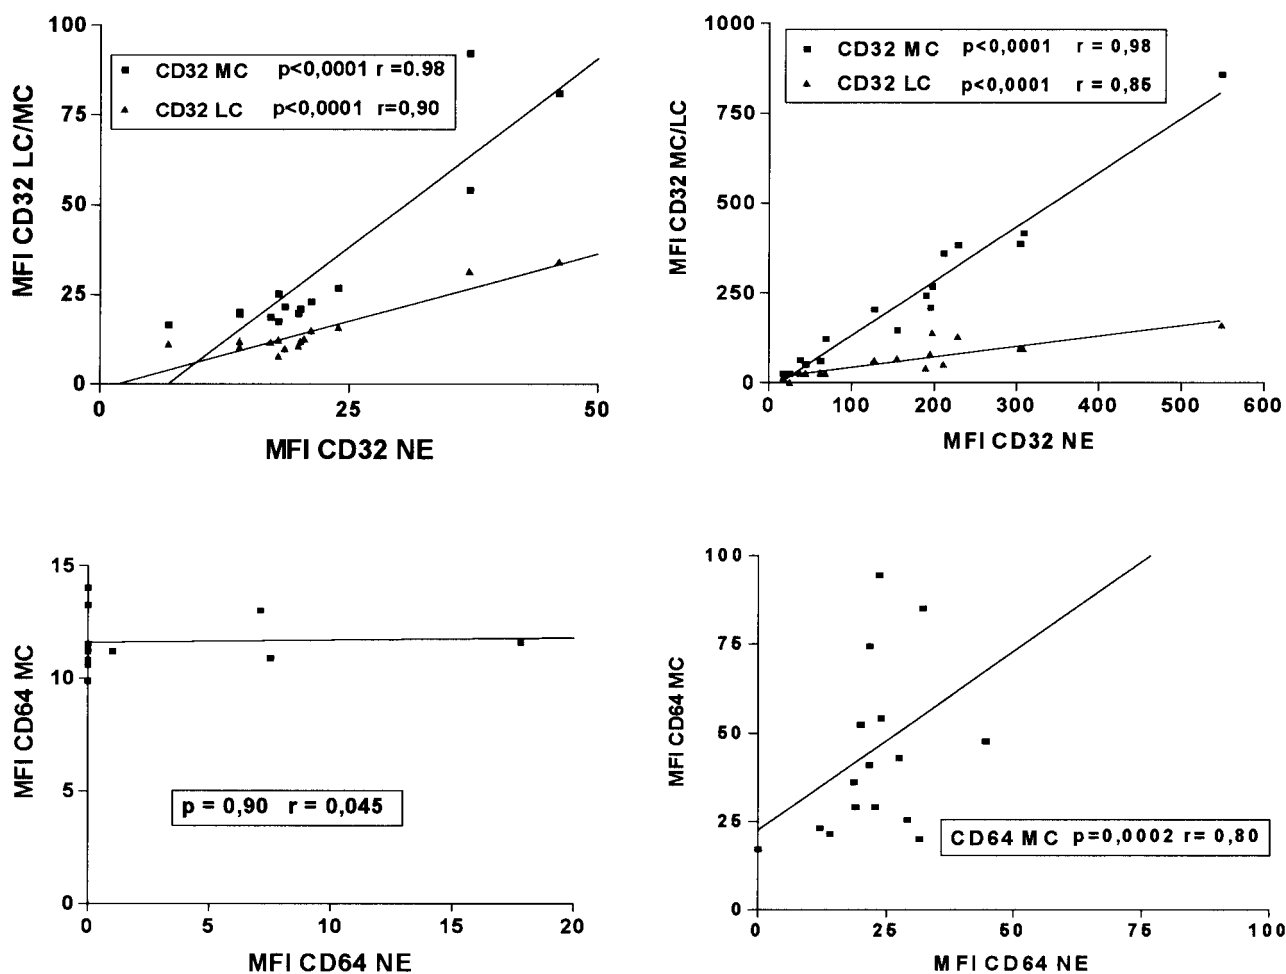 100
75
50
25
0
MFI CD32 LC/MC
CD32 MC p<0,0001 r =0.98
CD32 LC p<0,0001 r=0,90
0 25 50
MFI CD32 NE
1000
750
500
250
0
MFI CD32 MC/LC
CD32 MC p<0,0001 r = 0,98
CD32 LC p<0,0001 r = 0,85
0 100 200 300 400 500 600
MFI CD32 NE
15
10
5
0
MFI CD64 MC
p = 0,90 r = 0,045
0 5 10 15 20
MFI CD64 NE
100
75
50
25
0
MFI CD64 MC
CD64 MC p=0,0002 r= 0,80
0 25 50 75 100
MFI CD64 NE